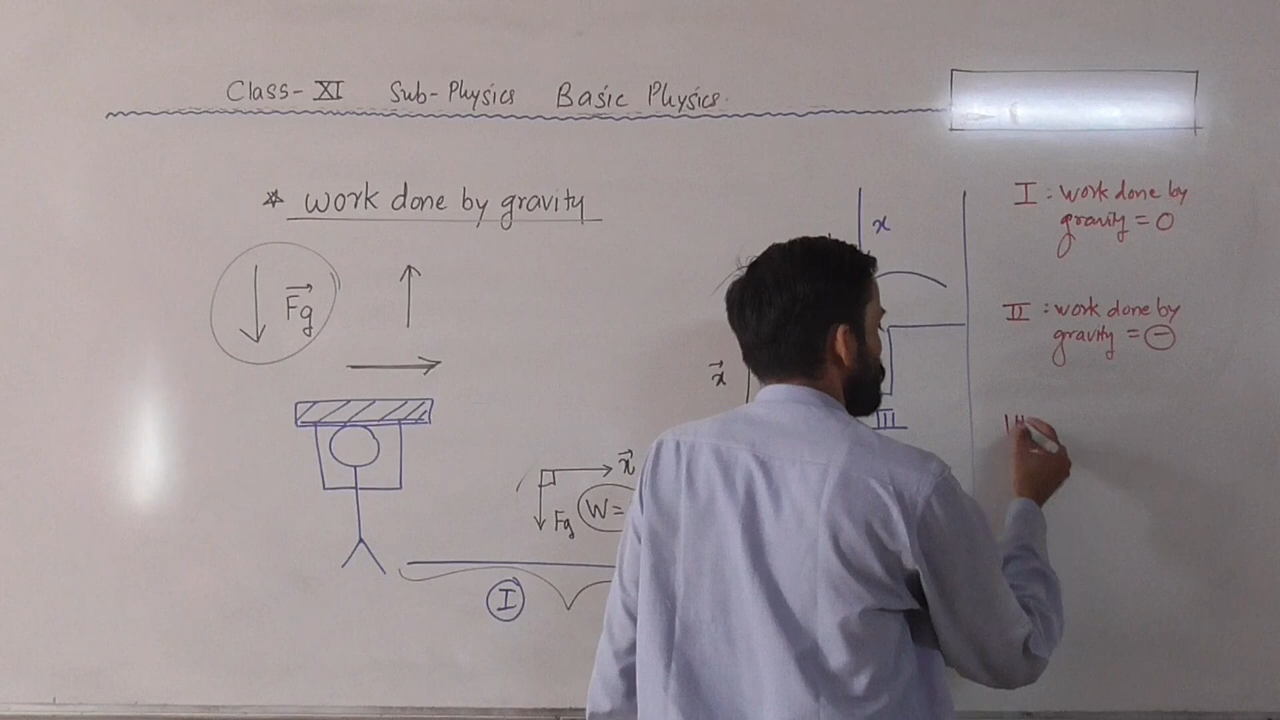 Class-XI Sub-Physics Basic Physics.
* work done by gravity
Fg
x
x
III
x
Fg
W=
I
I : work done by
gravity = 0
II : work done by
gravity = ⊖